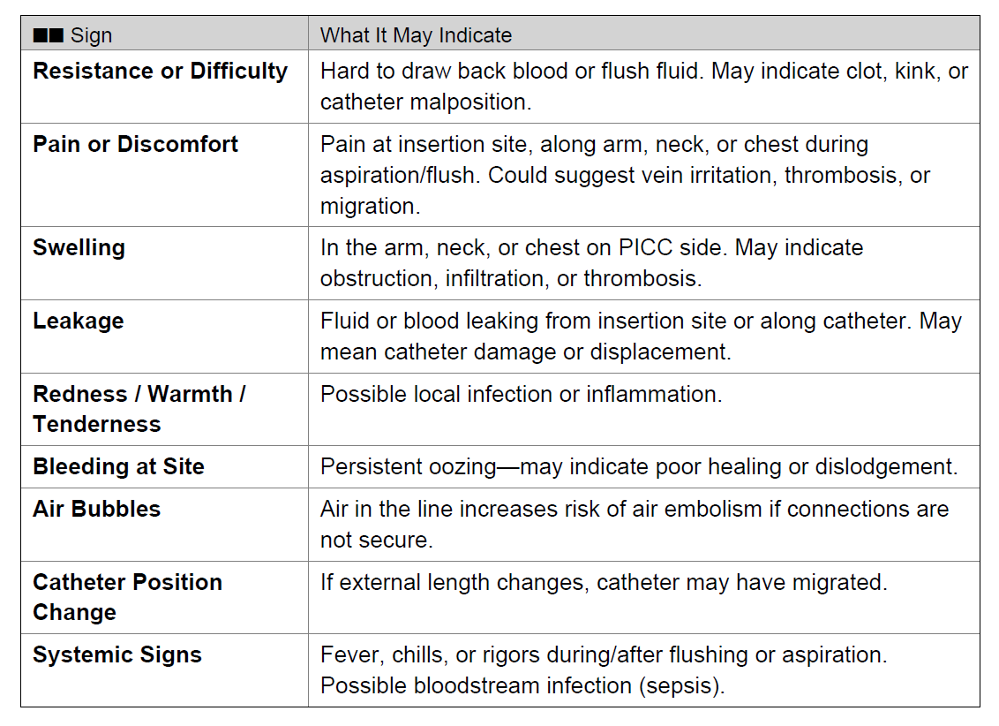 ■■ Sign
What It May Indicate
Resistance or Difficulty
Hard to draw back blood or flush fluid. May indicate clot, kink, or
catheter malposition.
Pain or Discomfort
Pain at insertion site, along arm, neck, or chest during
aspiration/flush. Could suggest vein irritation, thrombosis, or
migration.
Swelling
In the arm, neck, or chest on PICC side. May indicate
obstruction, infiltration, or thrombosis.
Leakage
Fluid or blood leaking from insertion site or along catheter. May
mean catheter damage or displacement.
Redness / Warmth /
Tenderness
Possible local infection or inflammation.
Bleeding at Site
Persistent oozing—may indicate poor healing or dislodgement.
Air Bubbles
Air in the line increases risk of air embolism if connections are
not secure.
Catheter Position
Change
If external length changes, catheter may have migrated.
Systemic Signs
Fever, chills, or rigors during/after flushing or aspiration.
Possible bloodstream infection (sepsis).